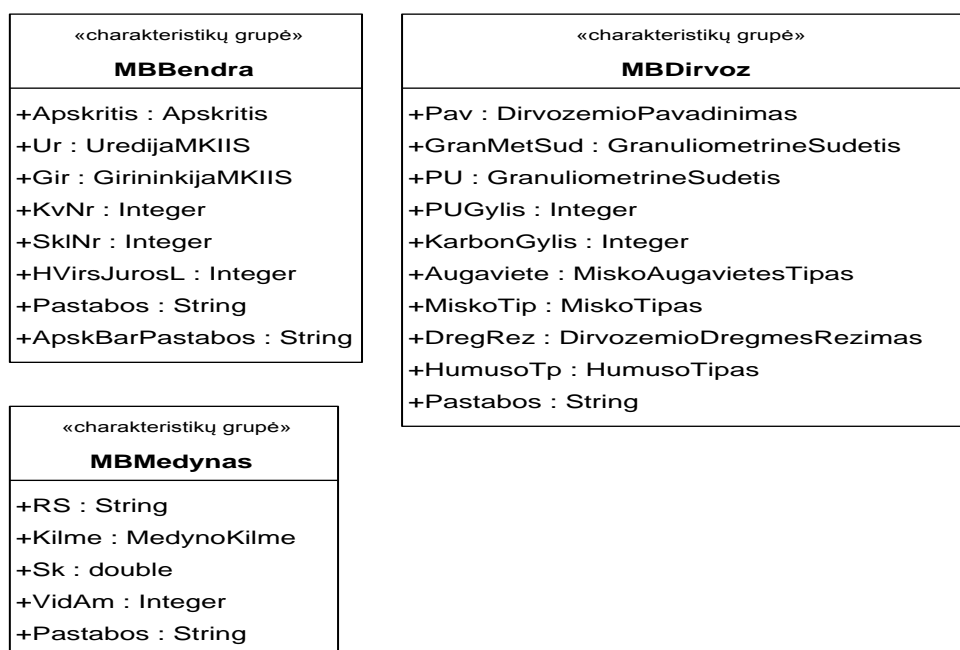 «charakteristikų grupė»
MBBendra
+Apskritis : Apskritis
+Ur : UredijaMKIIS
+Gir : GirininkijaMKIIS
+KvNr : Integer
+SklNr : Integer
+HVirsJurosL : Integer
+Pastabos : String
+ApskBarPastabos : String
«charakteristikų grupė»
MBDirvoz
+Pav : DirvozemioPavadinimas
+GranMetSud : GranuliometrineSudetis
+PU : GranuliometrineSudetis
+PUGylis : Integer
+KarbonGylis : Integer
+Augaviete : MiskoAugavietesTipas
+MiskoTip : MiskoTipas
+DregRez : DirvozemioDregmesRezimas
+HumusoTp : HumusoTipas
+Pastabos : String
«charakteristikų grupė»
MBMedynas
+RS : String
+Kilme : MedynoKilme
+Sk : double
+VidAm : Integer
+Pastabos : String